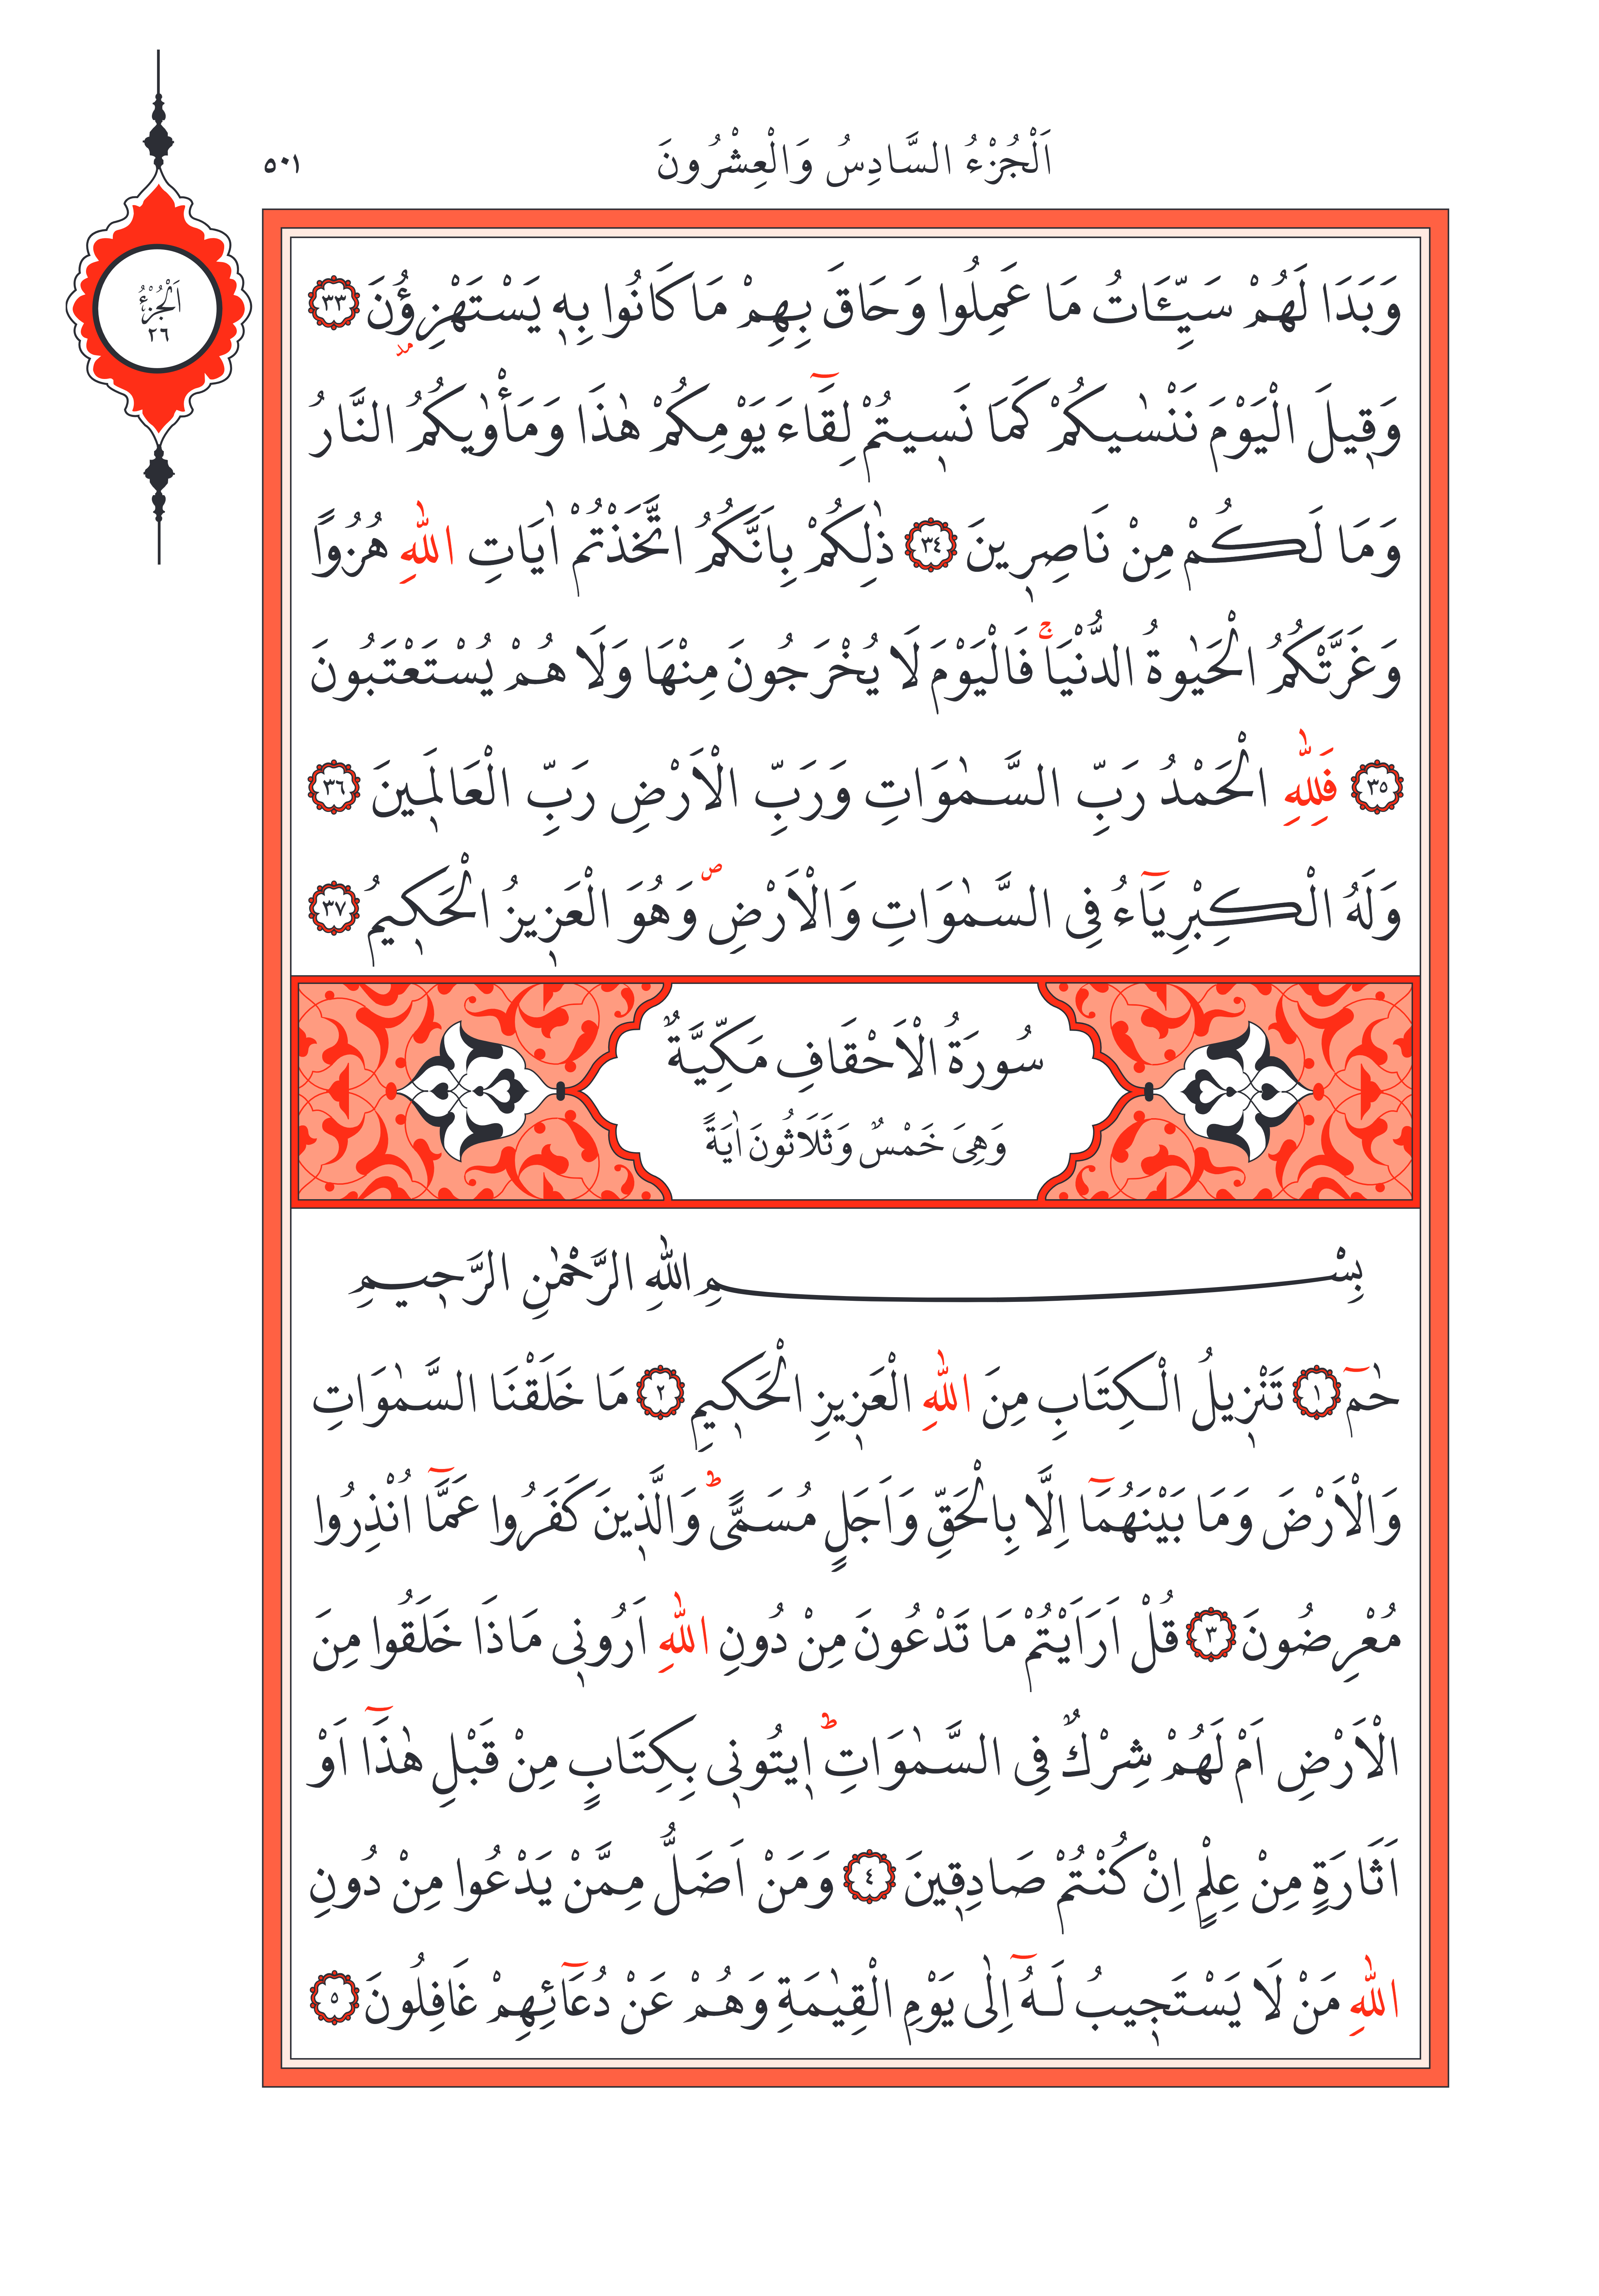 اَلْجُزْءُ السَّادِسُ وَالْعِشْرُونَ
٥٠١
اَلْجُزْءُ
٢٦
وَبَدَا لَهُمْ سَيِّـَٔاتُ مَا عَمِلُوا وَحَاقَ بِهِمْ مَا كَانُوا بِهٖ يَسْتَهْزِؤُ۫نَ ﴿٣٣﴾
وَقٖيلَ الْيَوْمَ نَنْسٰيكُمْ كَمَا نَسٖيتُمْ لِقَٓاءَ يَوْمِكُمْ هٰذَا وَمَأْوٰيكُمُ النَّارُ
وَمَا لَكُمْ مِنْ نَاصِرٖينَ ﴿٣٤﴾ ذٰلِكُمْ بِاَنَّكُمُ اتَّخَذْتُمْ اٰيَاتِ اللّٰهِ هُزُوًا
وَغَرَّتْكُمُ الْحَيٰوةُ الدُّنْيَاۚ فَالْيَوْمَ لَا يُخْرَجُونَ مِنْهَا وَلَا هُمْ يُسْتَعْتَبُونَ
﴿٣٥﴾ فَلِلّٰهِ الْحَمْدُ رَبِّ السَّمٰوَاتِ وَرَبِّ الْاَرْضِ رَبِّ الْعَالَمٖينَ ﴿٣٦﴾
وَلَهُ الْكِبْرِيَٓاءُ فِى السَّمٰوَاتِ وَالْاَرْضِࣕ وَهُوَ الْعَزٖيزُ الْحَكٖيمُ ﴿٣٧﴾
سُورَةُ الْاَحْقَافِ مَكِّيَّةٌ
وَهِىَ خَمْسٌ وَثَلَاثُونَ اٰيَةً
بِسْمِ اللّٰهِ الرَّحْمٰنِ الرَّحٖيمِ
حٰمٓ ﴿١﴾ تَنْزٖيلُ الْكِتَابِ مِنَ اللّٰهِ الْعَزٖيزِ الْحَكٖيمِ ﴿٢﴾ مَا خَلَقْنَا السَّمٰوَاتِ
وَالْاَرْضَ وَمَا بَيْنَهُمَٓا اِلَّا بِالْحَقِّ وَاَجَلٍ مُسَمًّىؕ وَالَّذٖينَ كَفَرُوا عَمَّٓا اُنْذِرُوا
مُعْرِضُونَ ﴿٣﴾ قُلْ اَرَاَيْتُمْ مَا تَدْعُونَ مِنْ دُونِ اللّٰهِ اَرُونٖى مَاذَا خَلَقُوا مِنَ
الْاَرْضِ اَمْ لَهُمْ شِرْكٌ فِى السَّمٰوَاتِؕ اٖيتُونٖى بِكِتَابٍ مِنْ قَبْلِ هٰذَٓا اَوْ
اَثَارَةٍ مِنْ عِلْمٍ اِنْ كُنْتُمْ صَادِقٖينَ ﴿٤﴾ وَمَنْ اَضَلُّ مِمَّنْ يَدْعُوا مِنْ دُونِ
اللّٰهِ مَنْ لَا يَسْتَجٖيبُ لَهُٓ اِلٰى يَوْمِ الْقِيٰمَةِ وَهُمْ عَنْ دُعَٓائِهِمْ غَافِلُونَ ﴿٥﴾